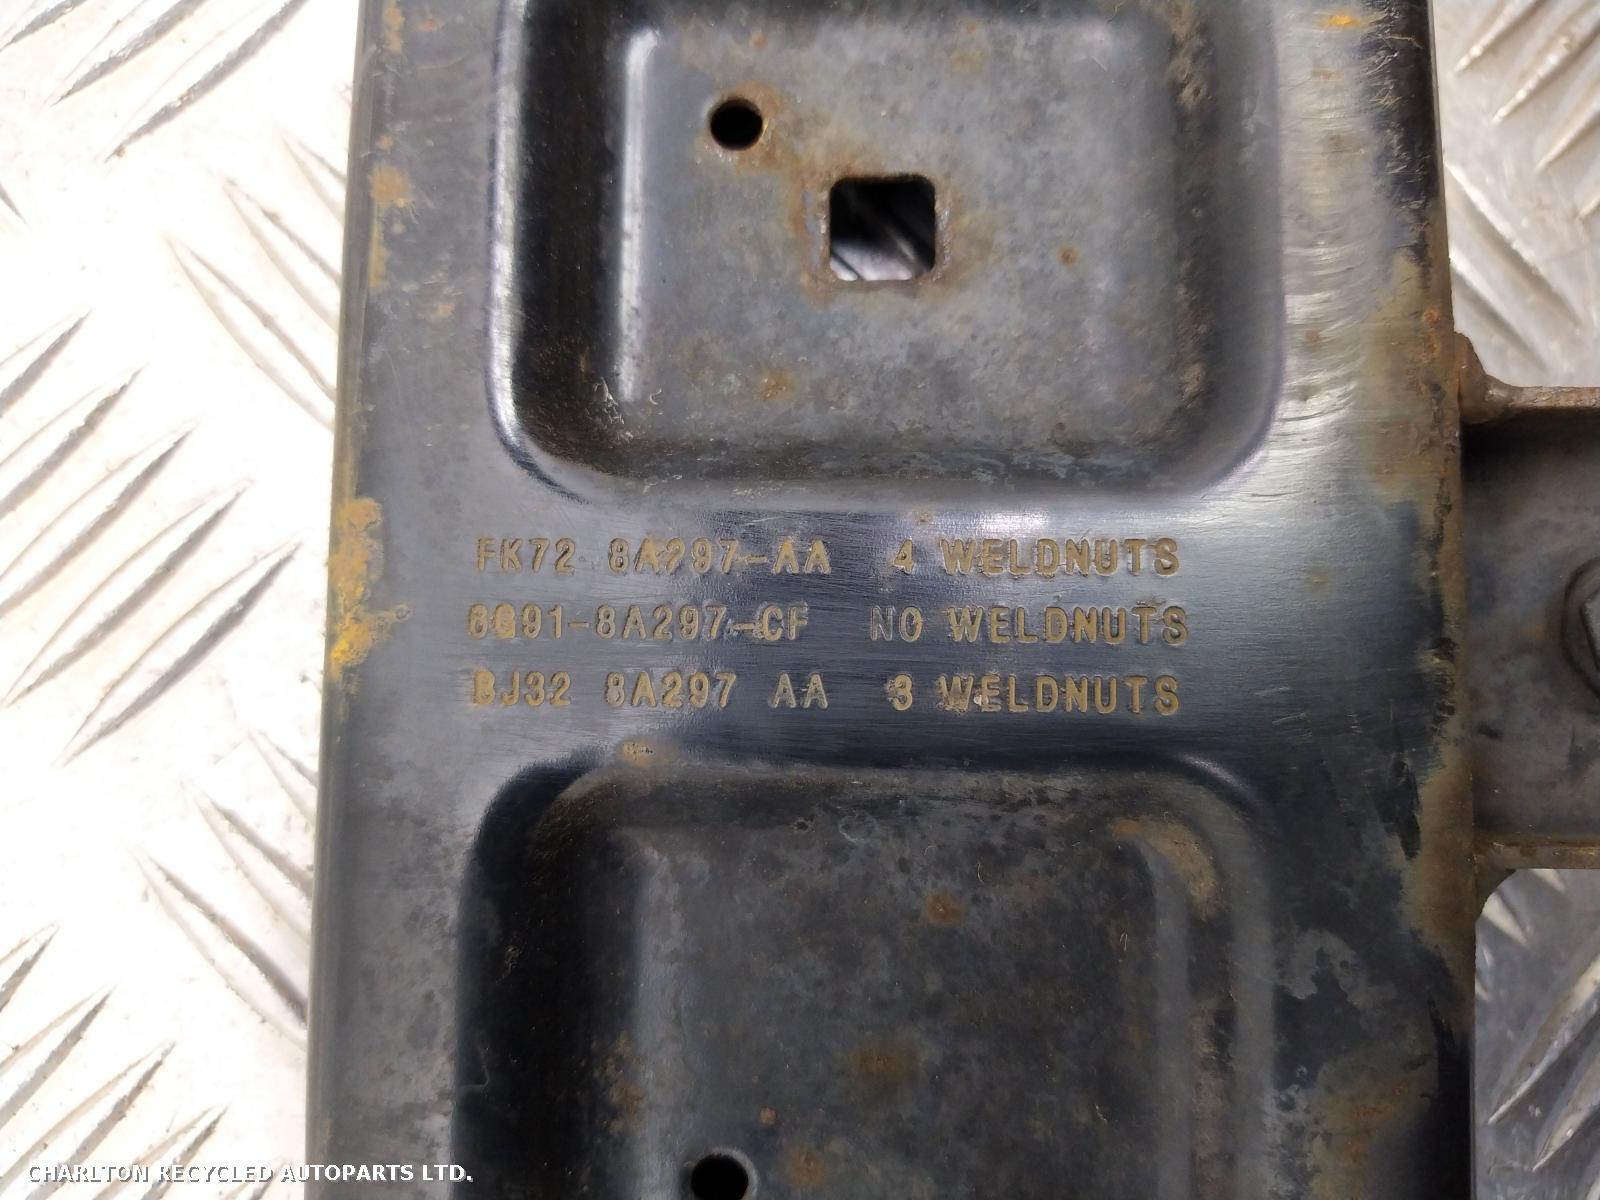 FK72 8A297-AA 4 WELDNUTS
6G91-8A297-CF NO WELDNUTS
BJ32 8A297 AA 3 WELDNUTS
CHARLTON RECYCLED AUTOPARTS LTD.